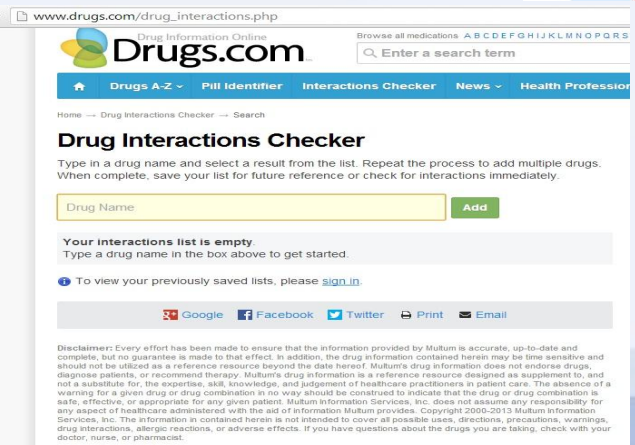 www.drugs.com/drug_interactions.php
Drug Information Online
Drugs.com
Browse all medications A B C D E F G H I J K L M N O P Q R S
Enter a search term
Drugs A-Z Pill Identifier Interactions Checker News Health Profession
Home → Drug Interactions Checker → Search
Drug Interactions Checker
Type in a drug name and select a result from the list. Repeat the process to add multiple drugs.
When complete, save your list for future reference or check for interactions immediately.
Drug Name
Add
Your interactions list is empty.
Type a drug name in the box above to get started.
To view your previously saved lists, please sign in.
Google Facebook Twitter Print Email
Disclaimer: Every effort has been made to ensure that the information provided by Multum is accurate, up-to-date and
complete, but no guarantee is made to that effect. In addition, the drug information contained herein may be time sensitive and
should not be utilized as a reference resource beyond the date hereof. Multum's drug information does not endorse drugs,
diagnose patients, or recommend therapy. Multum's drug information is a reference resource designed as supplement to, and
not a substitute for, the expertise, skill, knowledge, and judgement of healthcare practitioners in patient care. The absence of a
warning for a given drug or drug combination in no way should be construed to indicate that the drug or drug combination is
safe, effective, or appropriate for any given patient. Multum Information Services, Inc. does not assume any responsibility for
any aspect of healthcare administered with the aid of information Multum provides. Copyright 2000-2013 Multum Information
Services, Inc. The information in contained herein is not intended to cover all possible uses, directions, precautions, warnings,
drug interactions, allergic reactions, or adverse effects. If you have questions about the drugs you are taking, check with your
doctor, nurse, or pharmacist.